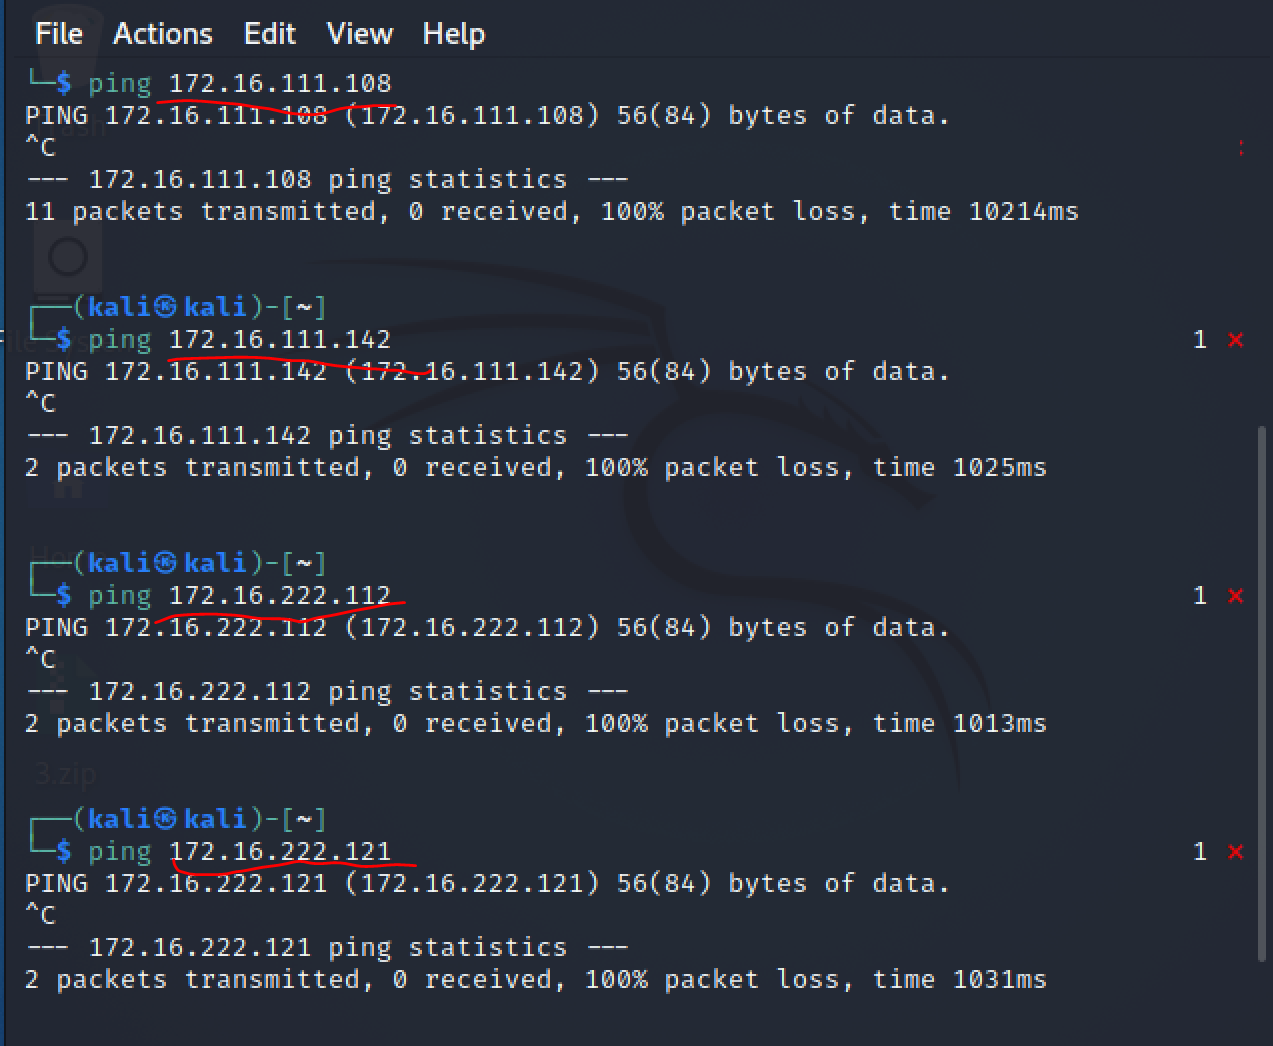 File Actions Edit View Help
└─$ ping 172.16.111.108
PING 172.16.111.108 (172.16.111.108) 56(84) bytes of data.
^C
--- 172.16.111.108 ping statistics ---
11 packets transmitted, 0 received, 100% packet loss, time 10214ms
┌──(kali㉿kali)-[~]
└─$ ping 172.16.111.142 1 ⨯
PING 172.16.111.142 (172.16.111.142) 56(84) bytes of data.
^C
--- 172.16.111.142 ping statistics ---
2 packets transmitted, 0 received, 100% packet loss, time 1025ms
┌──(kali㉿kali)-[~]
└─$ ping 172.16.222.112 1 ⨯
PING 172.16.222.112 (172.16.222.112) 56(84) bytes of data.
^C
--- 172.16.222.112 ping statistics ---
2 packets transmitted, 0 received, 100% packet loss, time 1013ms
3.zip
┌──(kali㉿kali)-[~]
└─$ ping 172.16.222.121 1 ⨯
PING 172.16.222.121 (172.16.222.121) 56(84) bytes of data.
^C
--- 172.16.222.121 ping statistics ---
2 packets transmitted, 0 received, 100% packet loss, time 1031ms